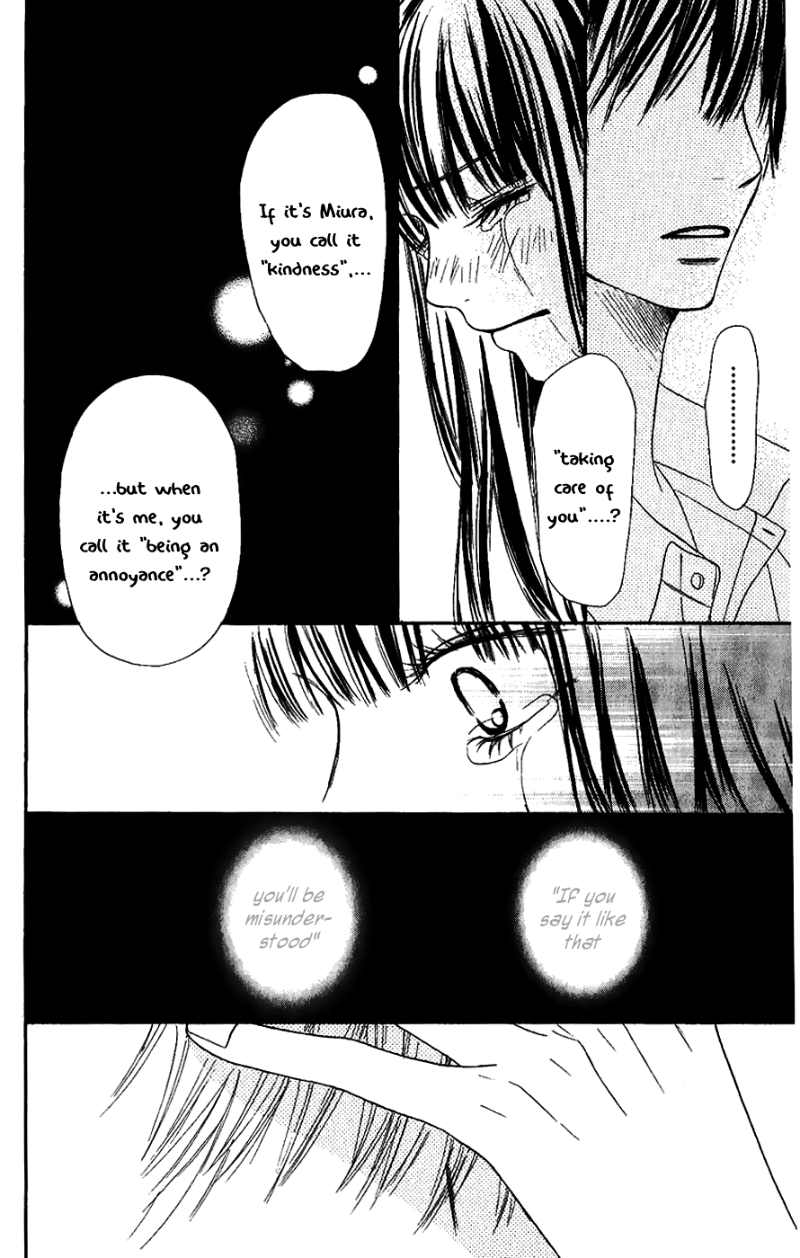 ..........
"taking
care of
you"....?
If it's Miura,
you call it
"kindness",...
...but when
it's me, you
call it "being an
annoyance"...?
"If you
say it like
that
you'll be
misunder-
stood"